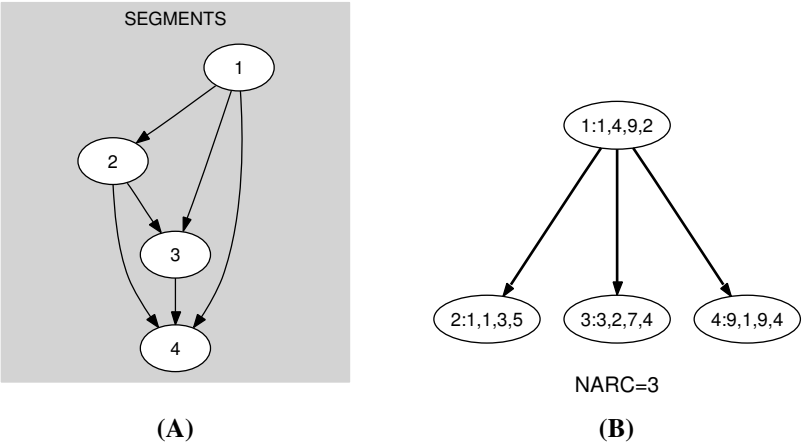 SEGMENTS
1
2
3
4
(A)
1:1,4,9,2
2:1,1,3,5
3:3,2,7,4
4:9,1,9,4
NARC=3
(B)